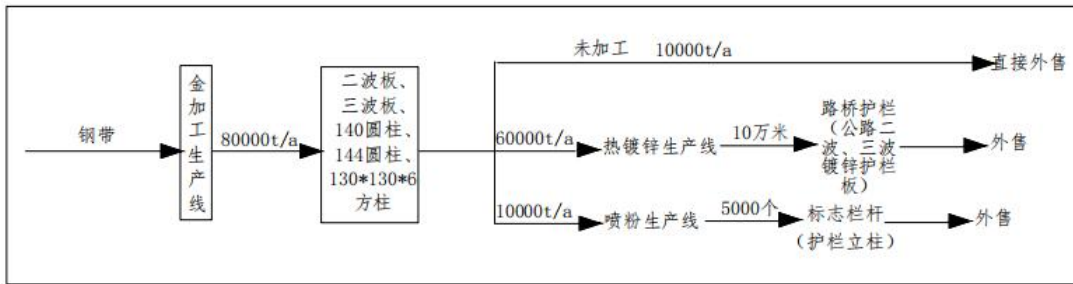 钢带
金加工生产线
80000t/a
二波板、
三波板、
140圆柱、
144圆柱、
130*130*6
方柱
未加工 10000t/a
直接外售
60000t/a
热镀锌生产线
10万米
路桥护栏
（公路二
波、三波
镀锌护栏
板）
外售
10000t/a
喷粉生产线
5000个
标志栏杆
（护栏立柱）
外售